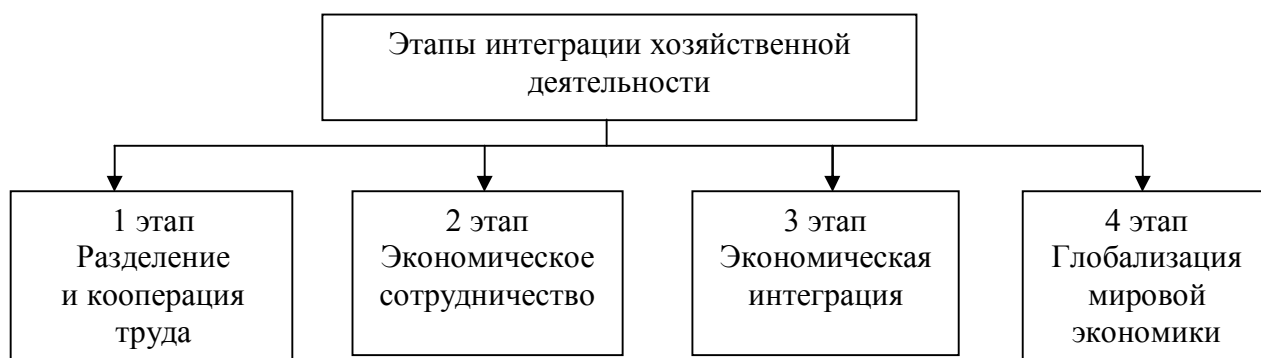 Этапы интеграции хозяйственной
деятельности
1 этап
Разделение
и кооперация
труда
2 этап
Экономическое
сотрудничество
3 этап
Экономическая
интеграция
4 этап
Глобализация
мировой
экономики